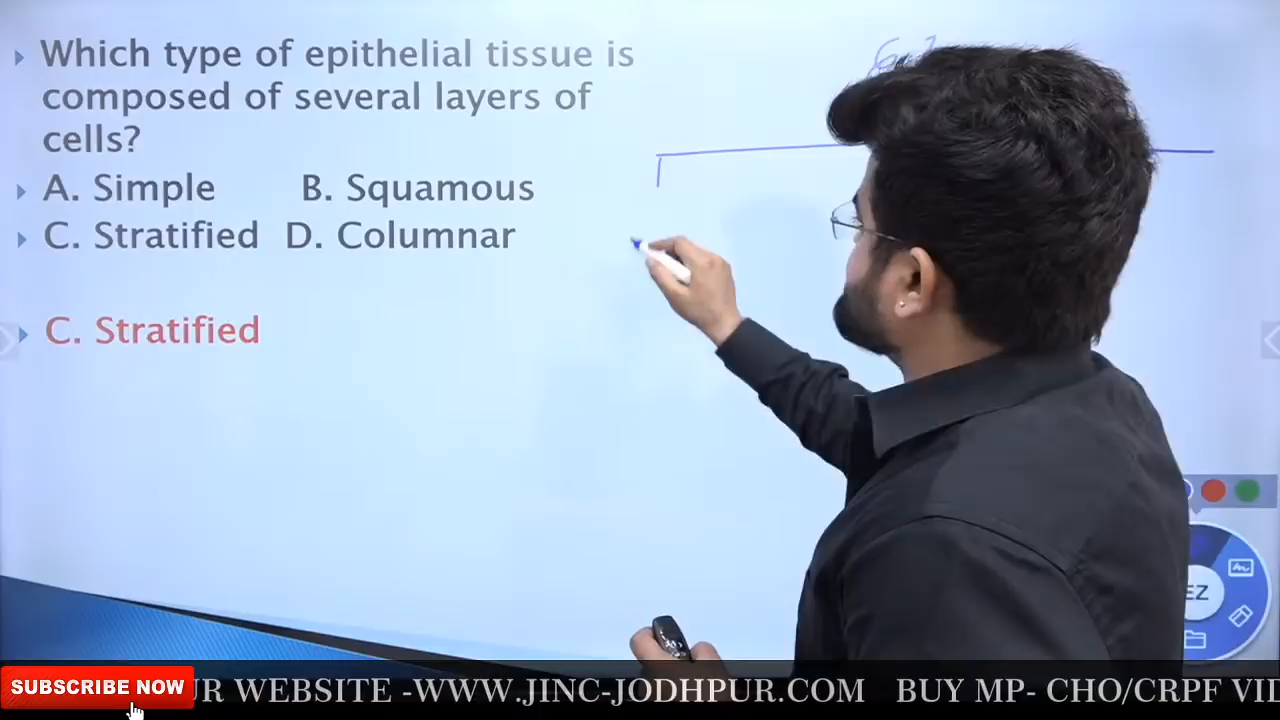 Which type of epithelial tissue is
composed of several layers of
cells?
A. Simple B. Squamous
C. Stratified D. Columnar
C. Stratified
EZ
SUBSCRIBE NOW
UR WEBSITE -WWW.JINC-JODHPUR.COM BUY MP- CHO/CRPF VID